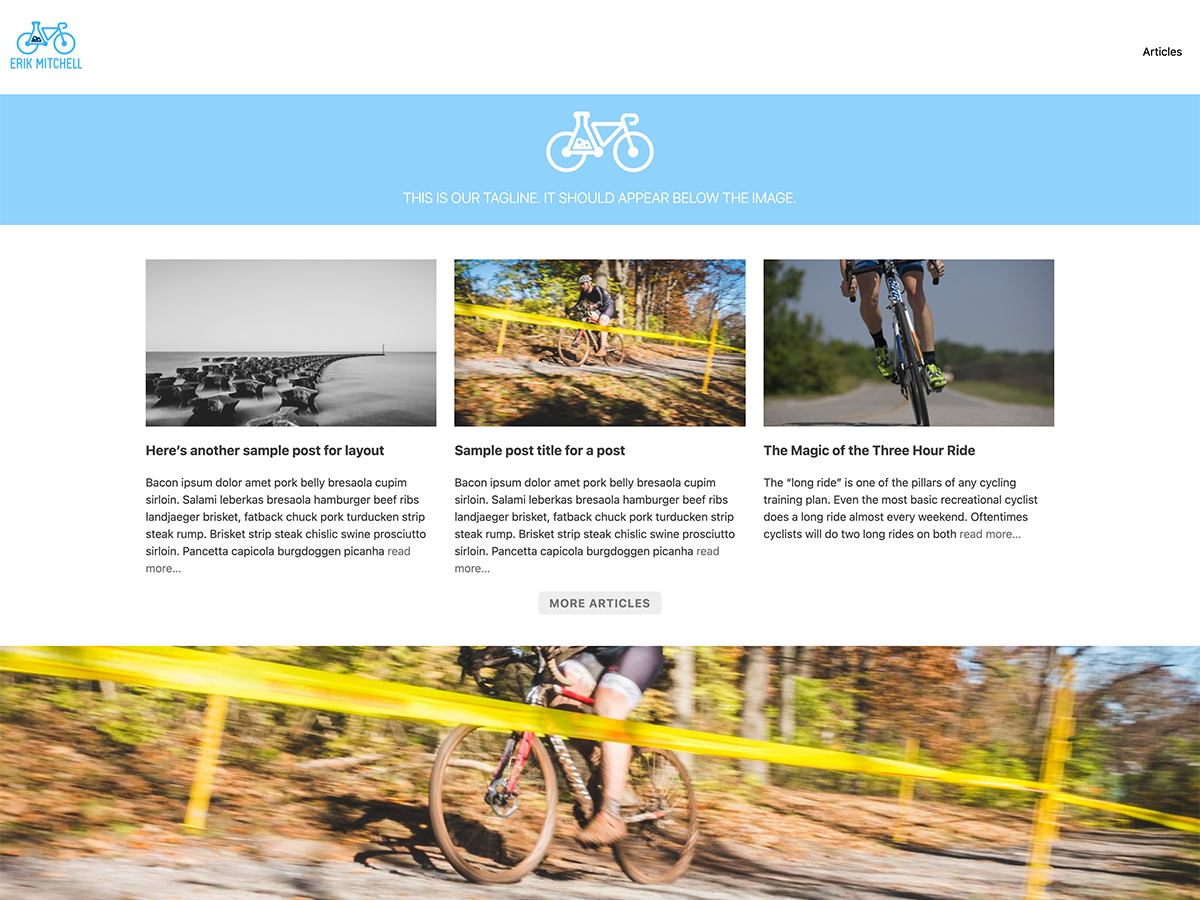 ERIK MITCHELL
Articles
THIS IS OUR TAGLINE. IT SHOULD APPEAR BELOW THE IMAGE.
Here’s another sample post for layout
Bacon ipsum dolor amet pork belly bresaola cupim
sirloin. Salami leberkas bresaola hamburger beef ribs
landjaeger brisket, fatback chuck pork turducken strip
steak rump. Brisket strip steak chislic swine prosciutto
sirloin. Pancetta capicola burgdoggen picanha read
more...
Sample post title for a post
Bacon ipsum dolor amet pork belly bresaola cupim
sirloin. Salami leberkas bresaola hamburger beef ribs
landjaeger brisket, fatback chuck pork turducken strip
steak rump. Brisket strip steak chislic swine prosciutto
sirloin. Pancetta capicola burgdoggen picanha read
more...
The Magic of the Three Hour Ride
The “long ride” is one of the pillars of any cycling
training plan. Even the most basic recreational cyclist
does a long ride almost every weekend. Oftentimes
cyclists will do two long rides on both read more...
MORE ARTICLES